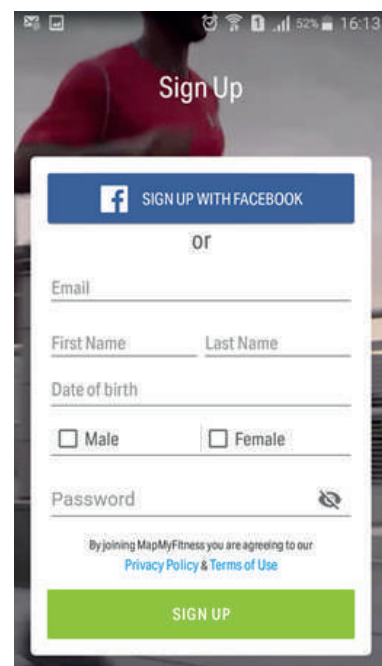 52% 16:13
Sign Up
f SIGN UP WITH FACEBOOK
or
Email
First Name Last Name
Date of birth
Male Female
Password
By joining MapMyFitness you are agreeing to our
Privacy Policy & Terms of Use
SIGN UP